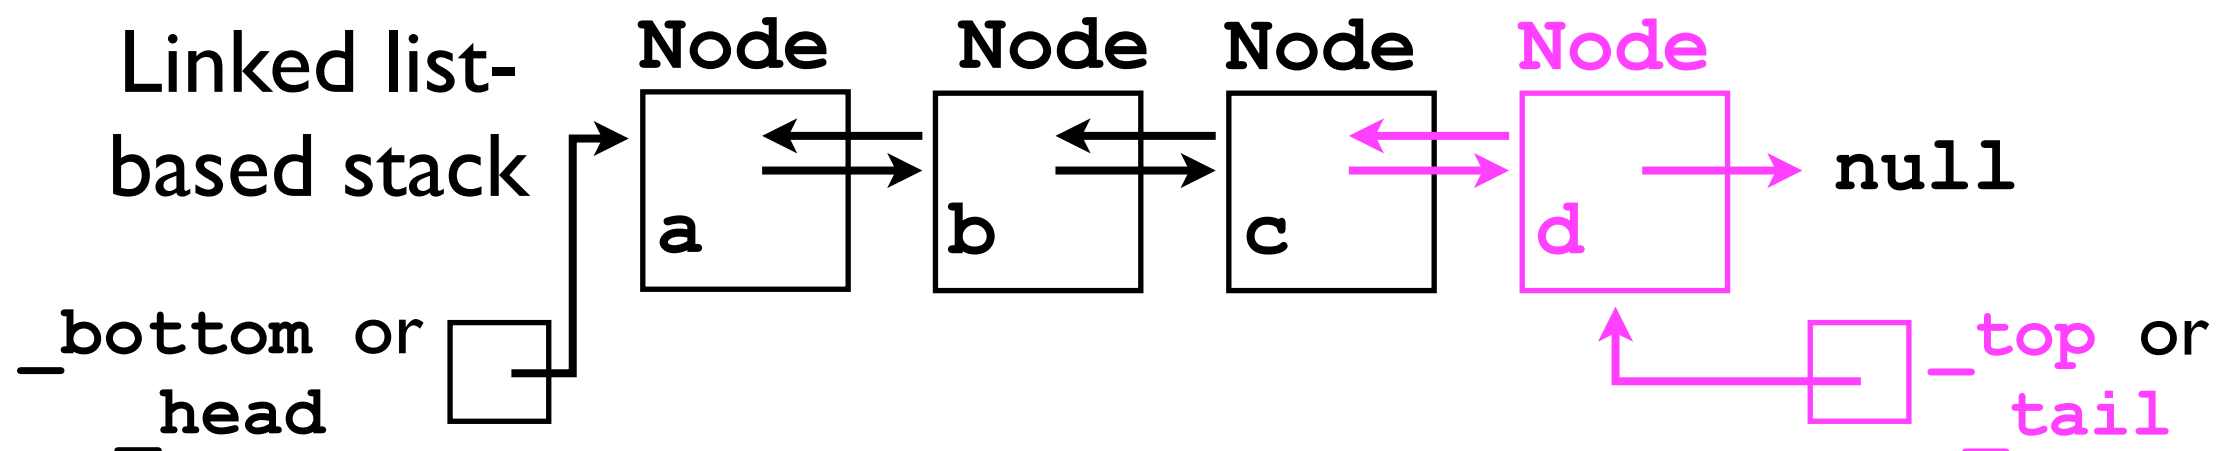 Linked list-
based stack
Node Node Node Node
a b c d
null
_bottom or
_head
_top or
_tail